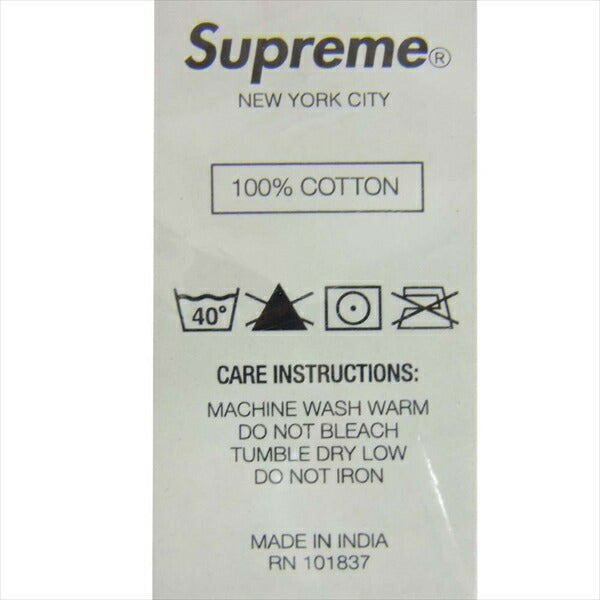 Supreme®
NEW YORK CITY
100% COTTON
40°
CARE INSTRUCTIONS:
MACHINE WASH WARM
DO NOT BLEACH
TUMBLE DRY LOW
DO NOT IRON
MADE IN INDIA
RN 101837